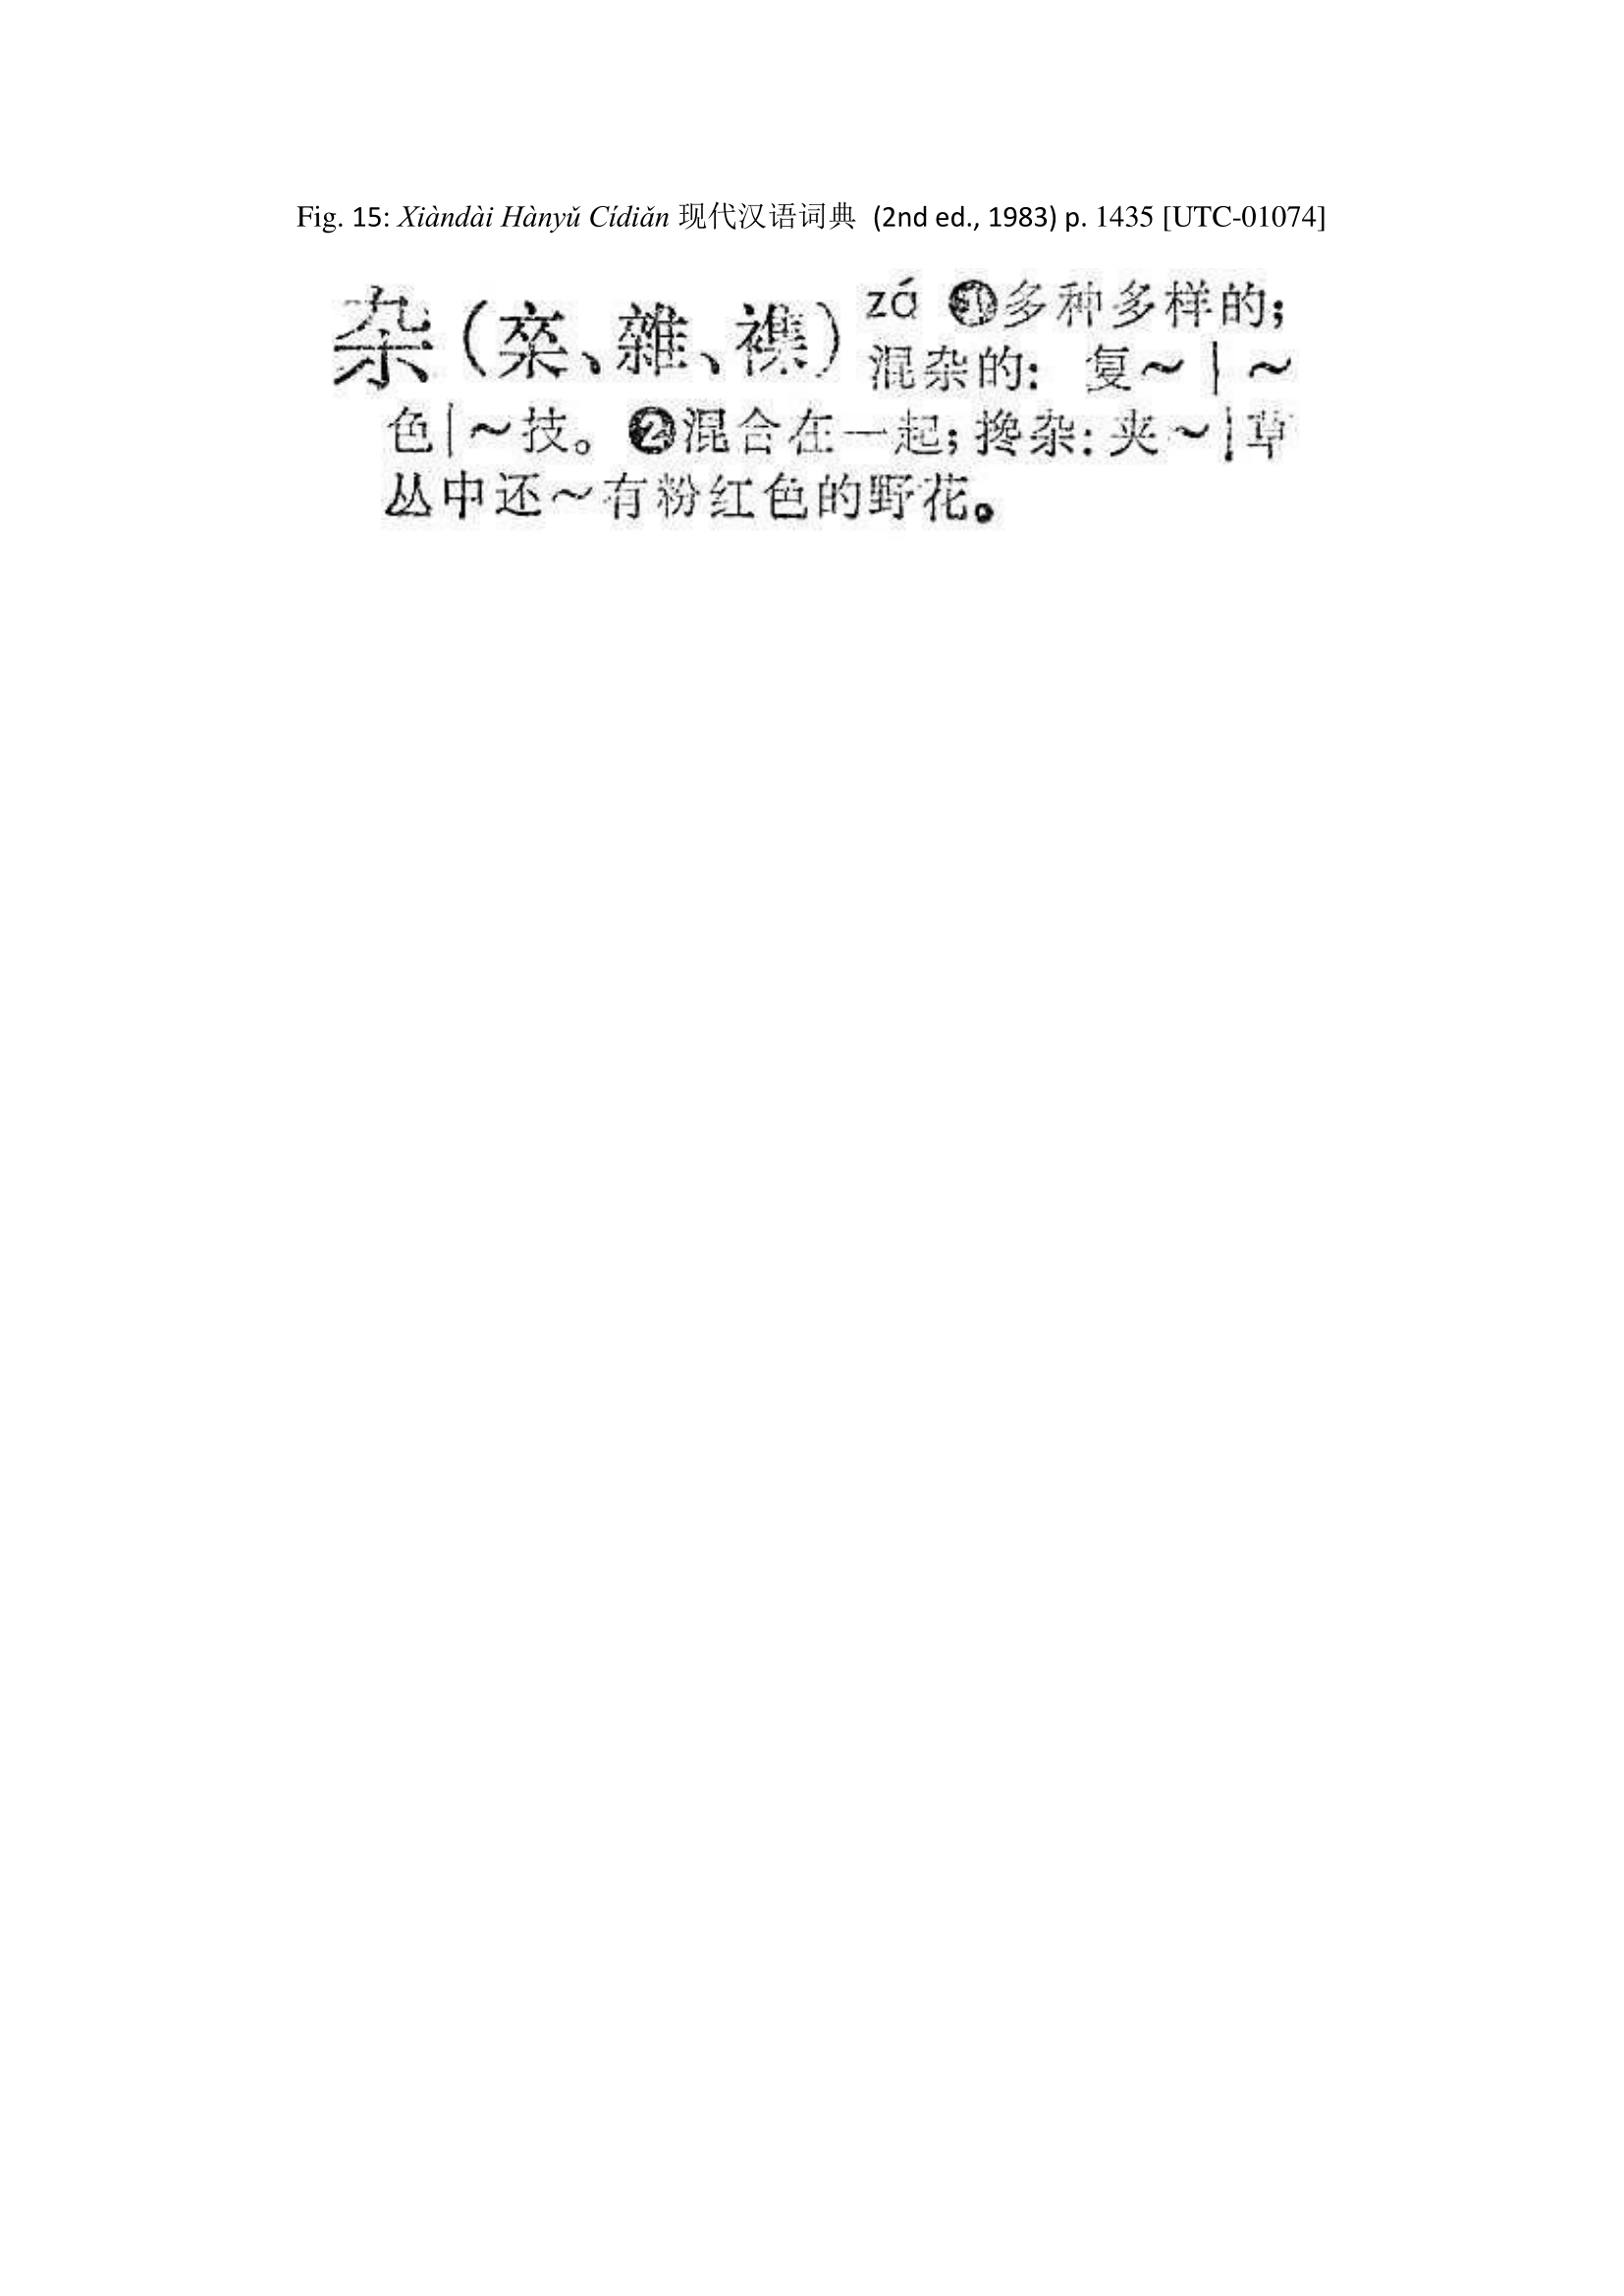 Fig. 15: Xiàndài Hànyǔ Cídiǎn 现代汉语词典 (2nd ed., 1983) p. 1435 [UTC-01074]
杂(、雜、襍) zá ❶多种多样的;
混杂的: 复～|～
色|～技。❷混合在一起;搀杂:夹～|草
丛中还～有粉红色的野花。